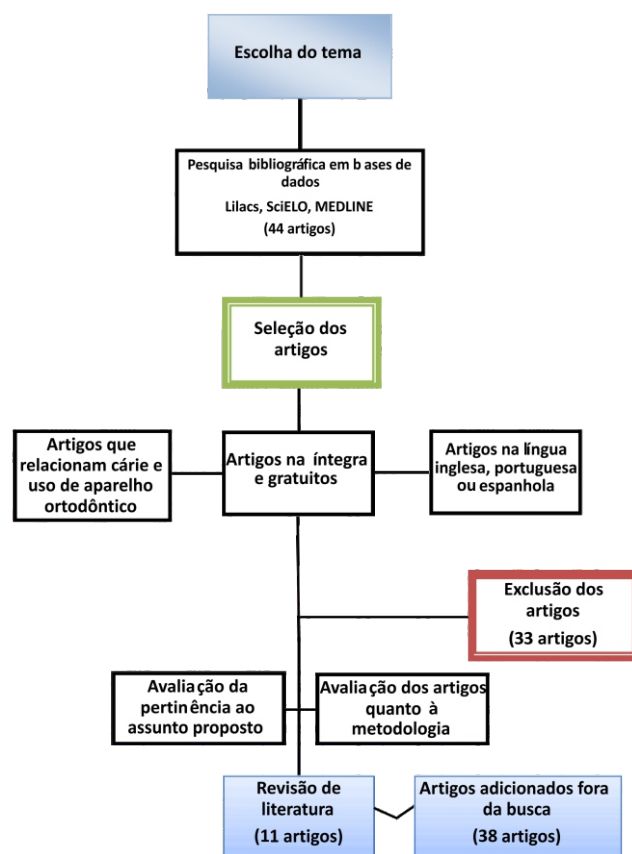 Escolha do tema
Pesquisa bibliográfica em bases de
dados
Lilacs, SciELO, MEDLINE
(44 artigos)
Seleção dos
artigos
Artigos que
relacionam cárie e
uso de aparelho
ortodôntico
Artigos na íntegra
e gratuitos
Artigos na língua
inglesa, portuguesa
ou espanhola
Exclusão dos
artigos
(33 artigos)
Avaliação da
pertinência ao
assunto proposto
Avaliação dos artigos
quanto à
metodologia
Revisão de
literatura
(11 artigos)
Artigos adicionados fora
da busca
(38 artigos)